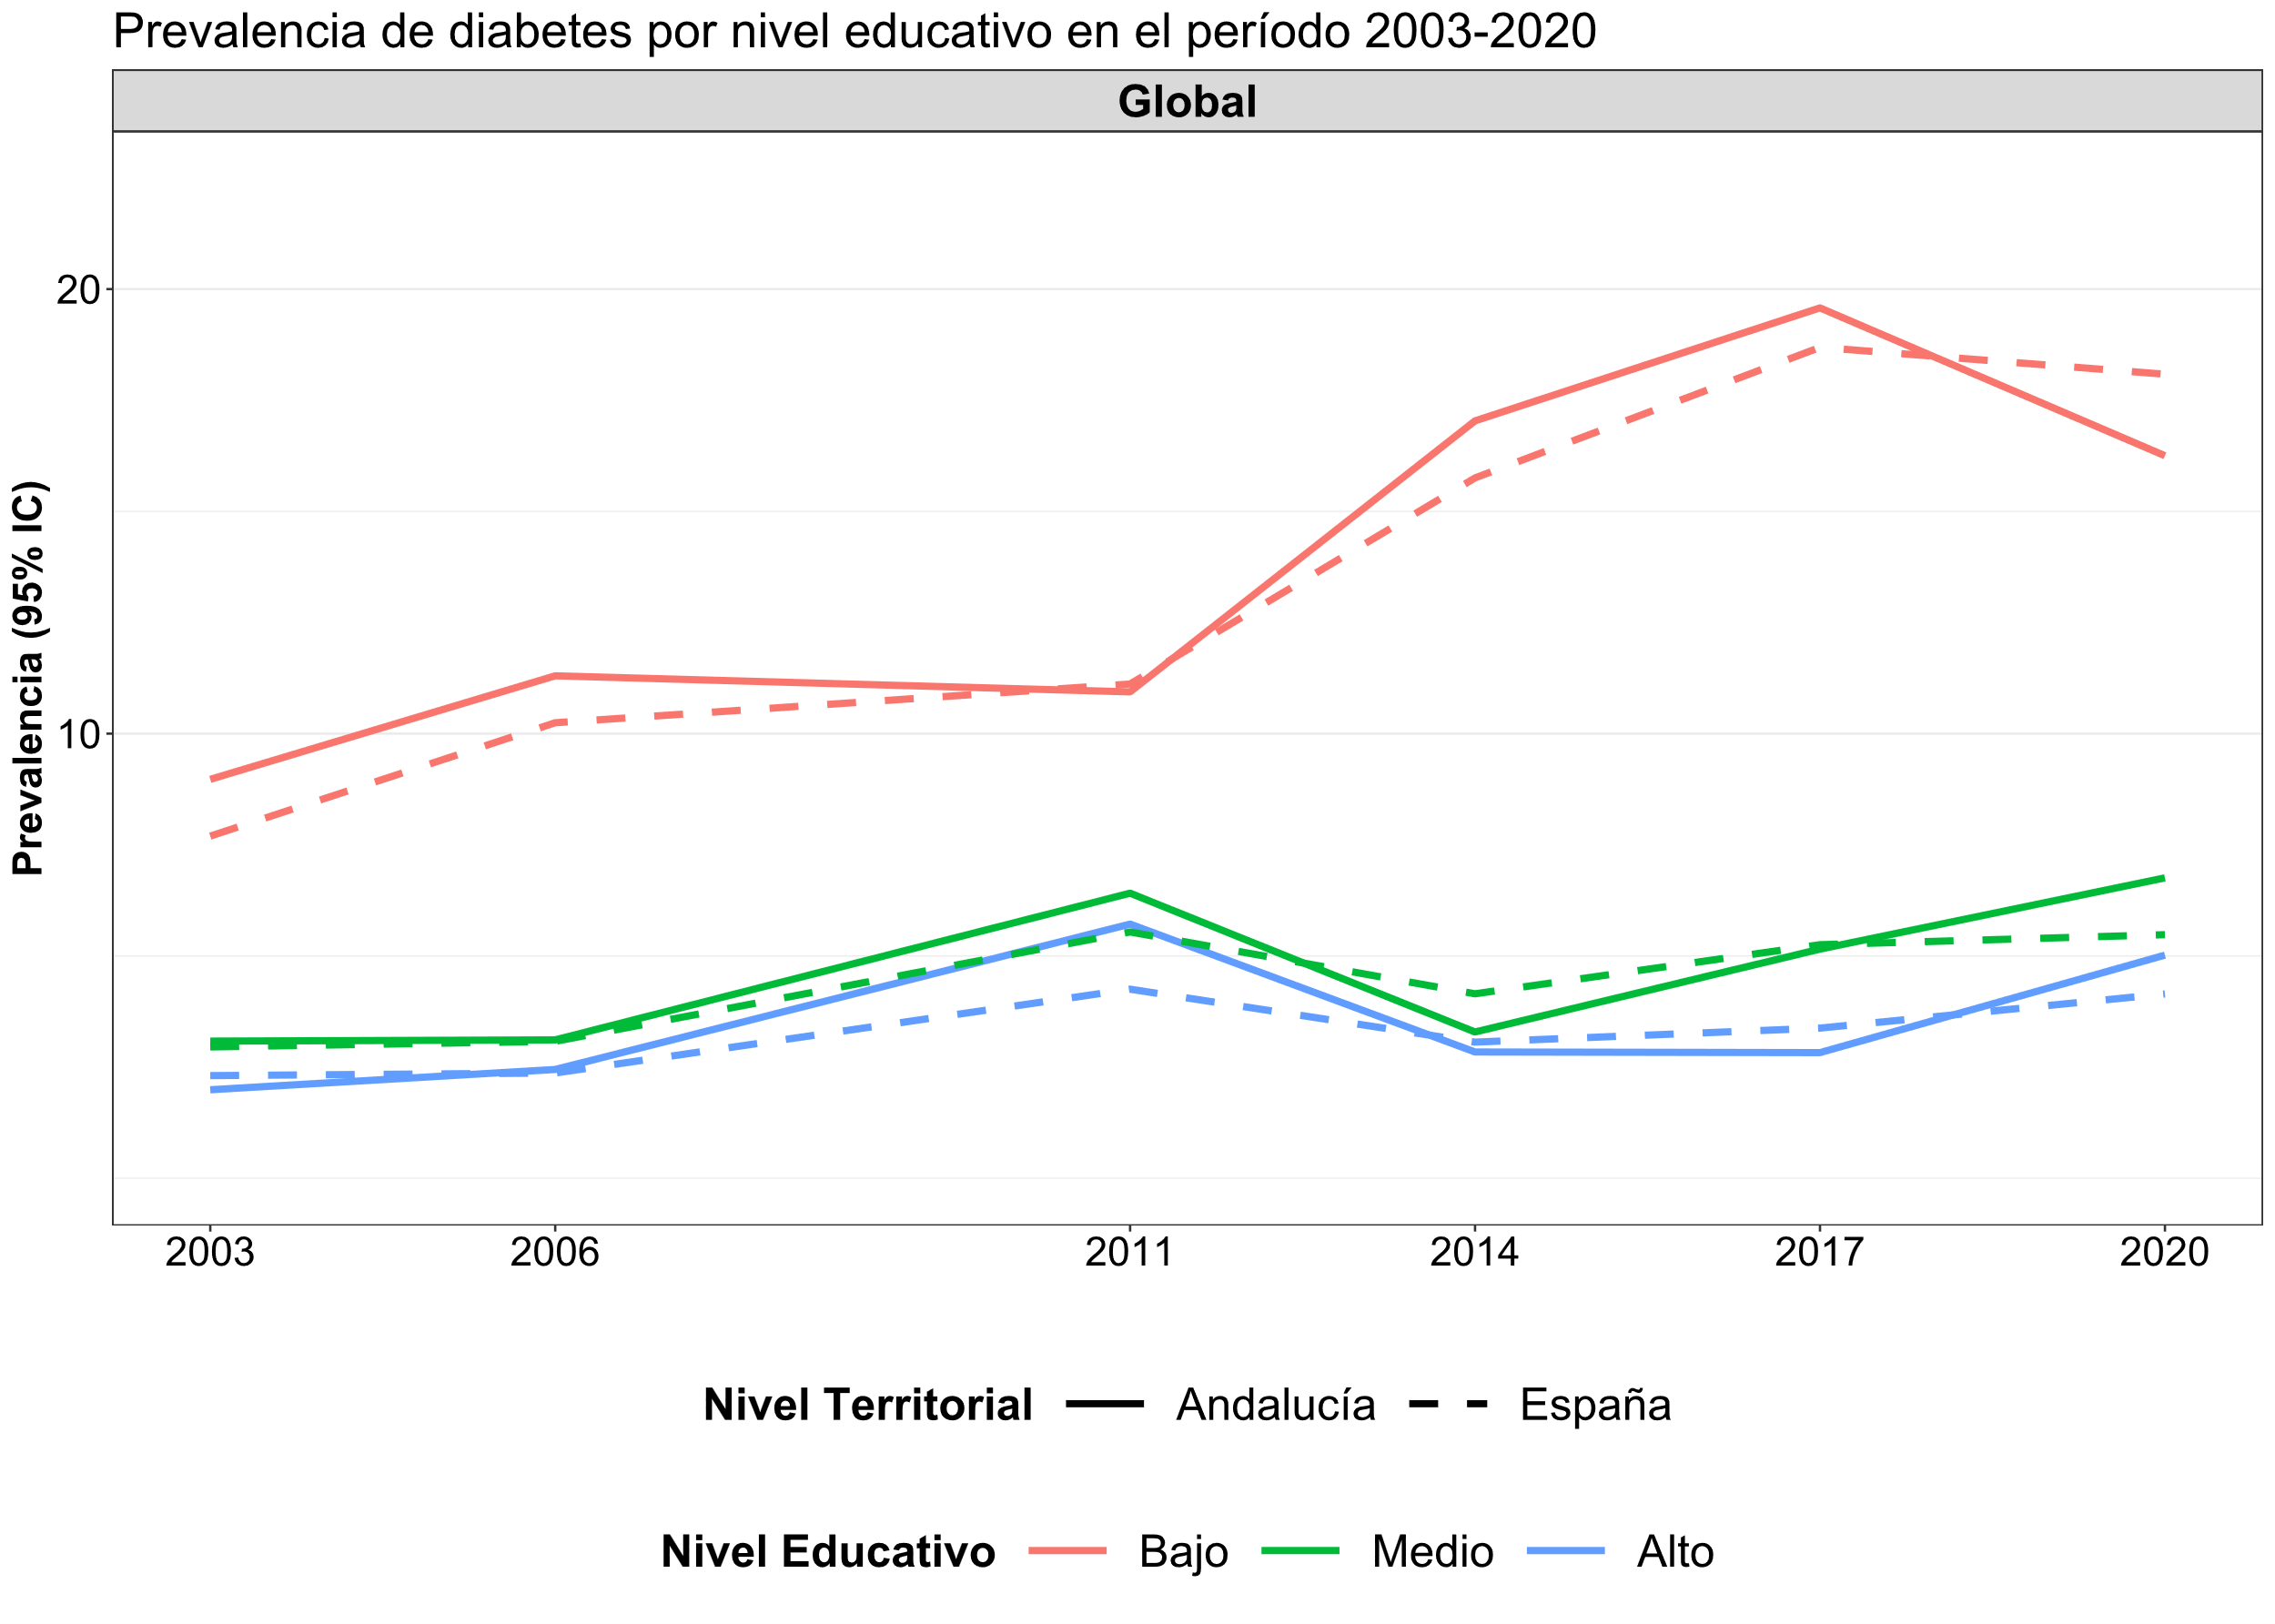 Prevalencia de diabetes por nivel educativo en el período 2003-2020
Global
Prevalencia (95% IC)
20
10
2003 2006 2011 2014 2017 2020
Nivel Territorial Andalucía España
Nivel Educativo Bajo Medio Alto